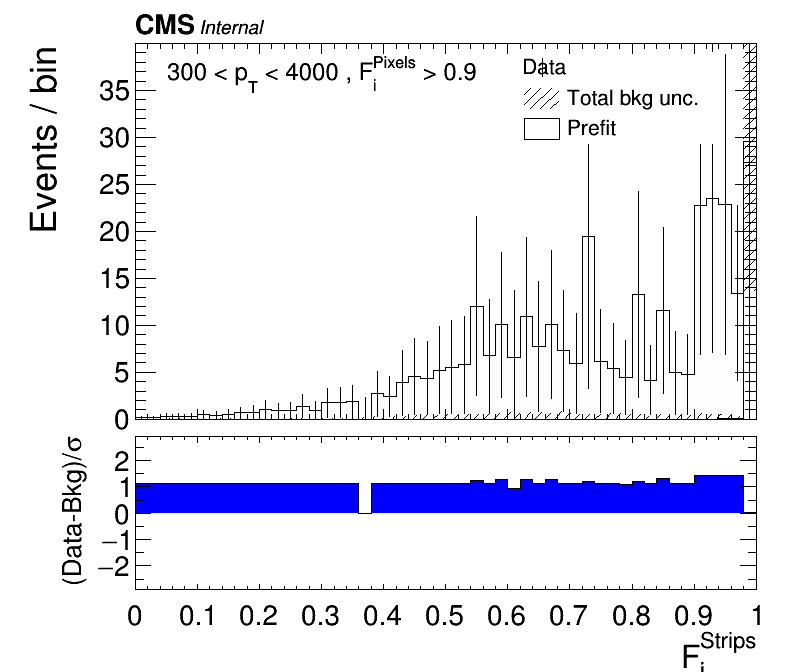 CMS Internal
300 < p_T < 4000 , F_i^Pixels > 0.9
Data
Total bkg unc.
Prefit
Events / bin
35
30
25
20
15
10
5
0
(Data-Bkg)/σ
2
1
0
−1
−2
0 0.1 0.2 0.3 0.4 0.5 0.6 0.7 0.8 0.9 1
F_i^Strips